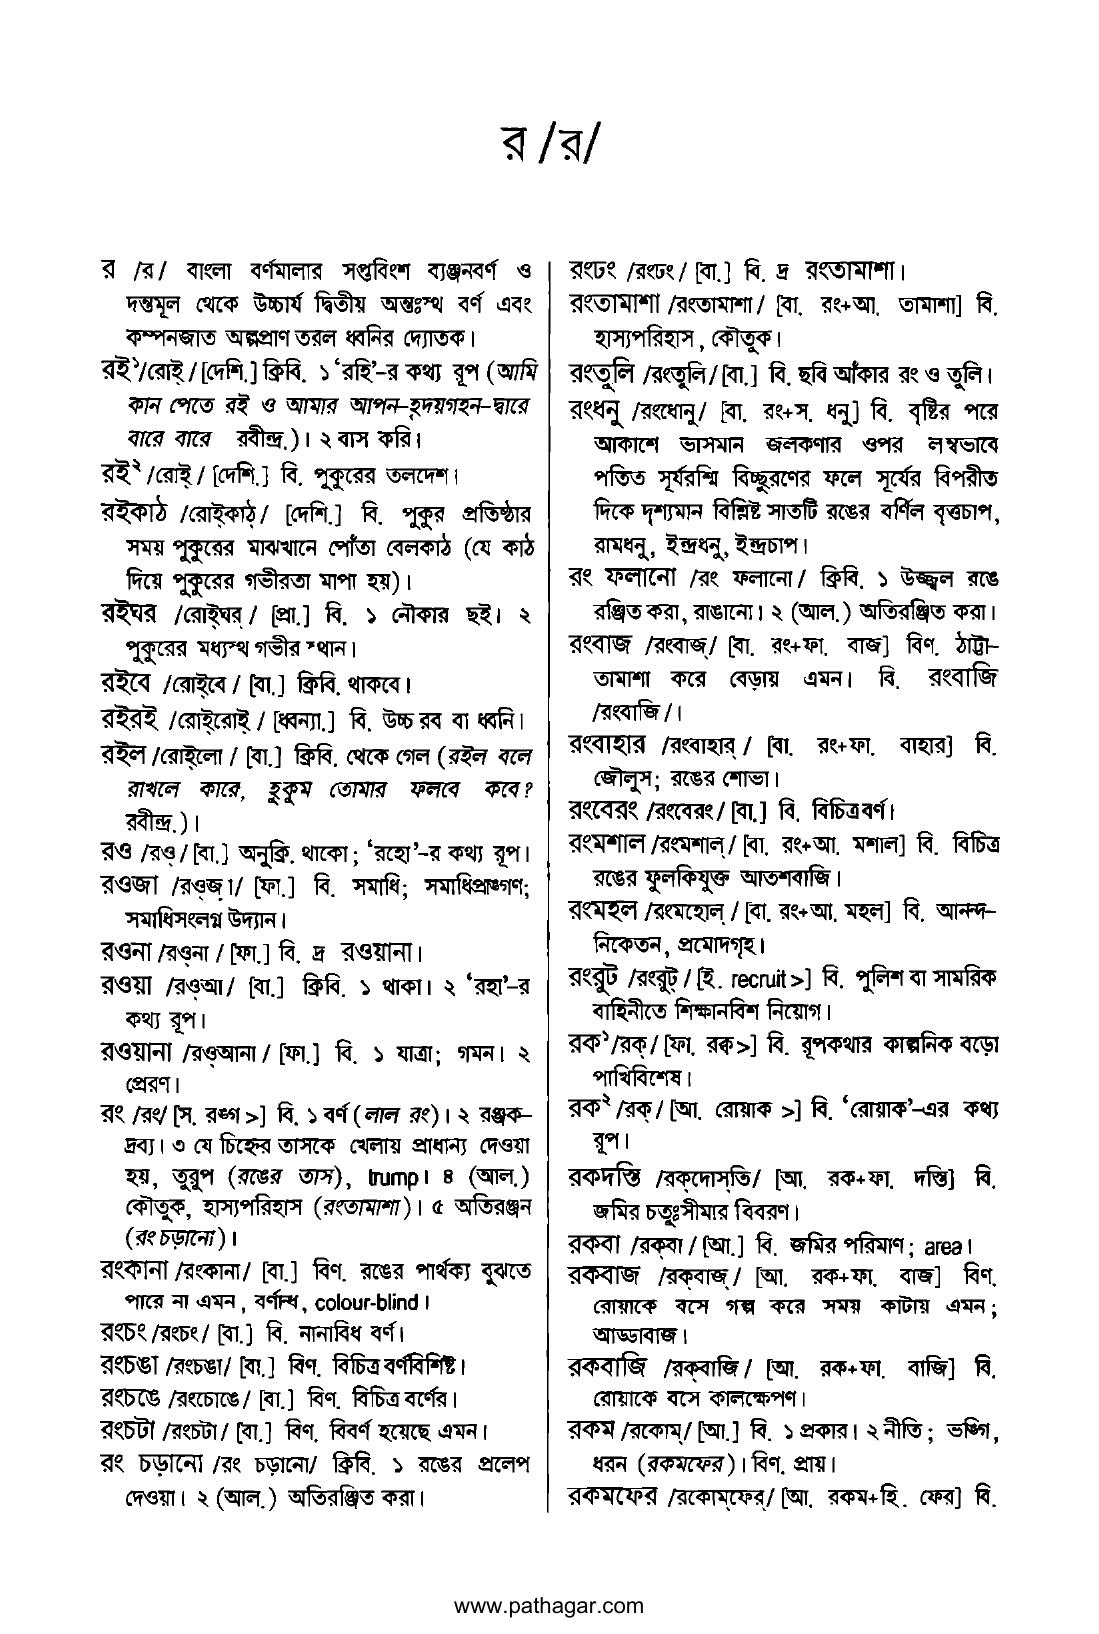 র /র/
র /র/ বাংলা বর্ণমালার সপ্তবিংশ ব্যঞ্জনবর্ণ ও
দন্তমূল থেকে উচ্চার্য দ্বিতীয় অন্তঃস্থ বর্ণ এবং
কম্পনজাত অল্পপ্রাণ তরল ধ্বনির দ্যোতক।
রই১/রোই্ / [দেশি.] ক্রিবি. ১ ‘রহি’-র কথ্য রূপ (আমি
কান পেতে রই ও আমার আপন-হৃদয়গহন-দ্বারে
বারে বারে রবীন্দ্র.)। ২ বাস করি।
রই২ /রোই্ / [দেশি.] বি. পুকুরের তলদেশ।
রইকাঠ /রোই্কাঠ্/ [দেশি.] বি. পুকুর প্রতিষ্ঠার
সময় পুকুরের মাঝখানে পোঁতা বেলকাঠ (যে কাঠ
দিয়ে পুকুরের গভীরতা মাপা হয়)।
রইঘর /রোই্ঘর্/ [প্রা.] বি. ১ নৌকার ছই। ২
পুকুরের মধ্যস্থ গভীর স্থান।
রইবে /রোই্বে / [বা.] ক্রিবি. থাকবে।
রইরই /রোই্রোই্ / [ধ্বন্যা.] বি. উচ্চ রব বা ধ্বনি।
রইল /রোই্লো / [বা.] ক্রিবি. থেকে গেল (রইল বলে
রাখলে কারে, হুকুম তোমার ফলবে কবে?
রবীন্দ্র.)।
রও /রও্ / [বা.] অনুক্রি. থাকো; ‘রহো’-র কথ্য রূপ।
রওজা /রও্জ়া/ [ফা.] বি. সমাধি; সমাধিপ্রাঙ্গণ;
সমাধিসংলগ্ন উদ্যান।
রওনা /রও্না / [ফা.] বি. দ্র রওয়ানা।
রওয়া /রও্আ/ [বা.] ক্রিবি. ১ থাকা। ২ ‘রহা’-র
কথ্য রূপ।
রওয়ানা /রও্আনা / [ফা.] বি. ১ যাত্রা; গমন। ২
প্রেরণ।
রং /রং/ [স. রঙ্গ >] বি. ১ বর্ণ (লাল রং)। ২ রঞ্জক-
দ্রব্য। ৩ যে চিহ্নের তাসকে খেলায় প্রাধান্য দেওয়া
হয়, তুরুপ (রঙের তাস), trump। ৪ (আল.)
কৌতুক, হাস্যপরিহাস (রংতামাশা)। ৫ অতিরঞ্জন
(রং চড়ানো)।
রংকানা /রংকানা/ [বা.] বিণ. রঙের পার্থক্য বুঝতে
পারে না এমন, বর্ণান্ধ, colour-blind।
রংচং /রংচং/ [বা.] বি. নানাবিধ বর্ণ।
রংচঙা /রংচঙা/ [বা.] বিণ. বিচিত্র বর্ণবিশিষ্ট।
রংচঙে /রংচোঙে/ [বা.] বিণ. বিচিত্র বর্ণের।
রংচটা /রংচটা/ [বা.] বিণ. বিবর্ণ হয়েছে এমন।
রং চড়ানো /রং চড়ানো/ ক্রিবি. ১ রঙের প্রলেপ
দেওয়া। ২ (আল.) অতিরঞ্জিত করা।
রংঢং /রংঢং/ [বা.] বি. দ্র রংতামাশা।
রংতামাশা /রংতামাশা/ [বা. রং+আ. তামাশা] বি.
হাস্যপরিহাস, কৌতুক।
রংতুলি /রংতুলি/ [বা.] বি. ছবি আঁকার রং ও তুলি।
রংধনু /রংধোনু/ [বা. রং+স. ধনু] বি. বৃষ্টির পরে
আকাশে ভাসমান জলকণার ওপর লম্বভাবে
পতিত সূর্যরশ্মি বিচ্ছুরণের ফলে সূর্যের বিপরীত
দিকে দৃশ্যমান বিশ্লিষ্ট সাতটি রঙের বর্ণিল বৃত্তচাপ,
রামধনু, ইন্দ্রধনু, ইন্দ্রচাপ।
রং ফলানো /রং ফলানো/ ক্রিবি. ১ উজ্জ্বল রঙে
রঞ্জিত করা, রাঙানো। ২ (আল.) অতিরঞ্জিত করা।
রংবাজ /রংবাজ্/ [বা. রং+ফা. বাজ] বিণ. ঠাট্টা-
তামাশা করে বেড়ায় এমন। বি. রংবাজি
/রংবাজি/।
রংবাহার /রংবাহার্ / [বা. রং+ফা. বাহার] বি.
জৌলুস; রঙের শোভা।
রংবেরং /রংবেরং/ [বা.] বি. বিচিত্র বর্ণ।
রংমশাল /রংমশাল্/ [বা. রং+আ. মশাল] বি. বিচিত্র
রঙের ফুলকিযুক্ত আতশবাজি।
রংমহল /রংমহোল্ / [বা. রং+আ. মহল] বি. আনন্দ-
নিকেতন, প্রমোদগৃহ।
রংরুট /রংরুট্ / [ই. recruit >] বি. পুলিশ বা সামরিক
বাহিনীতে শিক্ষানবিশ নিয়োগ।
রক১ /রক্/ [ফা. রক্ব >] বি. রূপকথার কাল্পনিক বড়ো
পাখিবিশেষ।
রক২ /রক্/ [আ. রোয়াক >] বি. ‘রোয়াক’-এর কথ্য
রূপ।
রকদস্তি /রক্দোস্তি/ [আ. রক+ফা. দস্তি] বি.
জমির চতুঃসীমার বিবরণ।
রকবা /রক্বা / [আ.] বি. জমির পরিমাণ; area।
রকবাজ /রক্বাজ্/ [আ. রক+ফা. বাজ] বিণ.
রোয়াকে বসে গল্প করে সময় কাটায় এমন;
আড্ডাবাজ।
রকবাজি /রক্বাজি/ [আ. রক+ফা. বাজি] বি.
রোয়াকে বসে কালক্ষেপণ।
রকম /রকোম্/ [আ.] বি. ১ প্রকার। ২ নীতি; ভঙ্গি,
ধরন (রকমফের)। বিণ. প্রায়।
রকমফের /রকোম্ফের্/ [আ. রকম+হি. ফের] বি.
www.pathagar.com